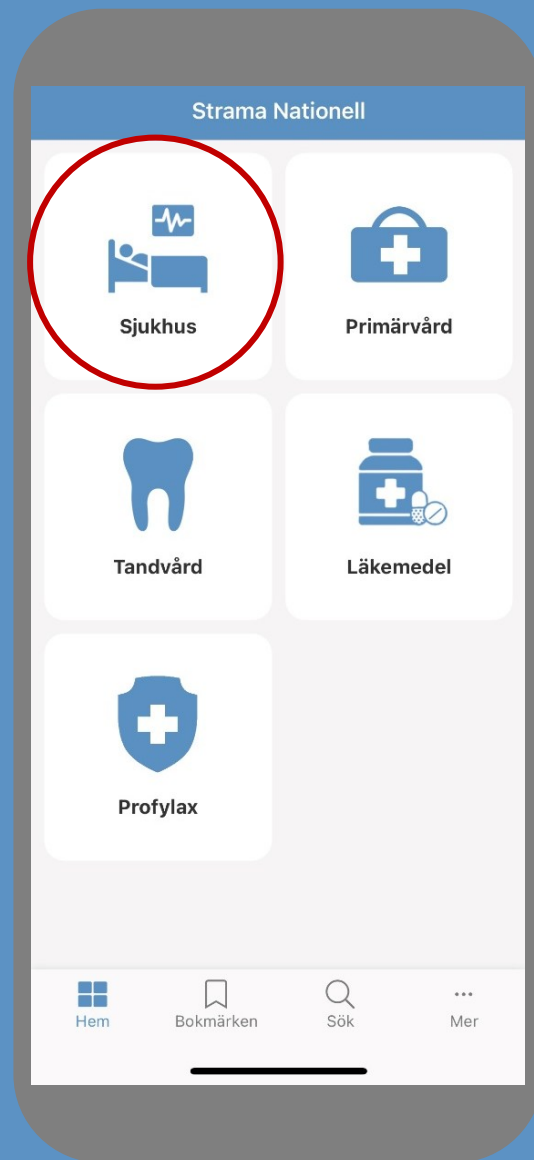 Strama Nationell
Sjukhus
Primärvård
Tandvård
Läkemedel
Profylax
Hem
Bokmärken
Sök
Mer